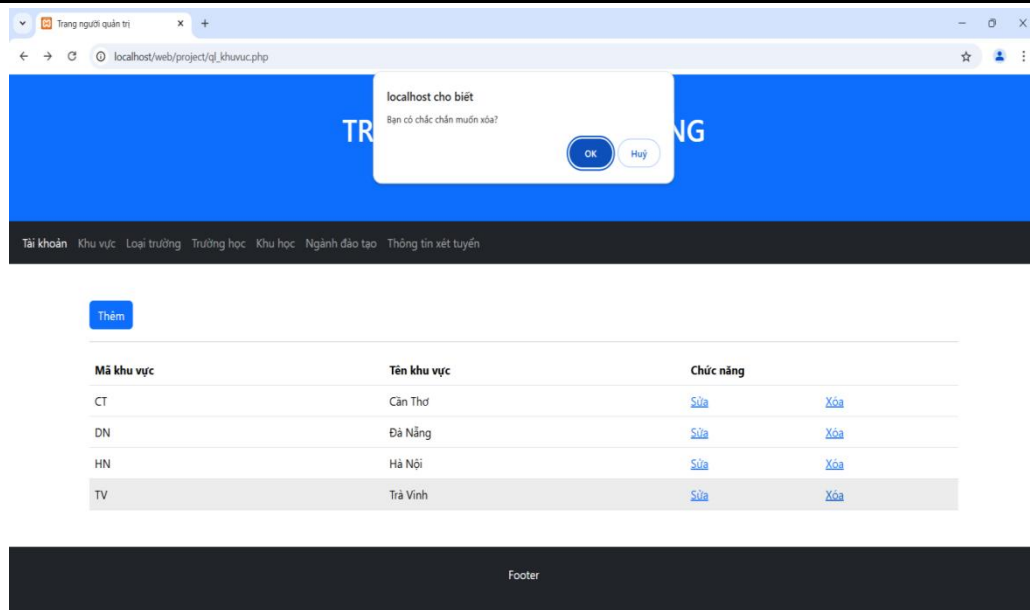 Trang người quản trị
localhost/web/project/ql_khuvuc.php
localhost cho biết
Bạn có chắc chắn muốn xóa?
OK Huỷ
Tài khoản Khu vực Loại trường Trường học Khu học Ngành đào tạo Thông tin xét tuyển
Thêm
Mã khu vực Tên khu vực Chức năng
CT Cần Thơ Sửa Xóa
DN Đà Nẵng Sửa Xóa
HN Hà Nội Sửa Xóa
TV Trà Vinh Sửa Xóa
Footer